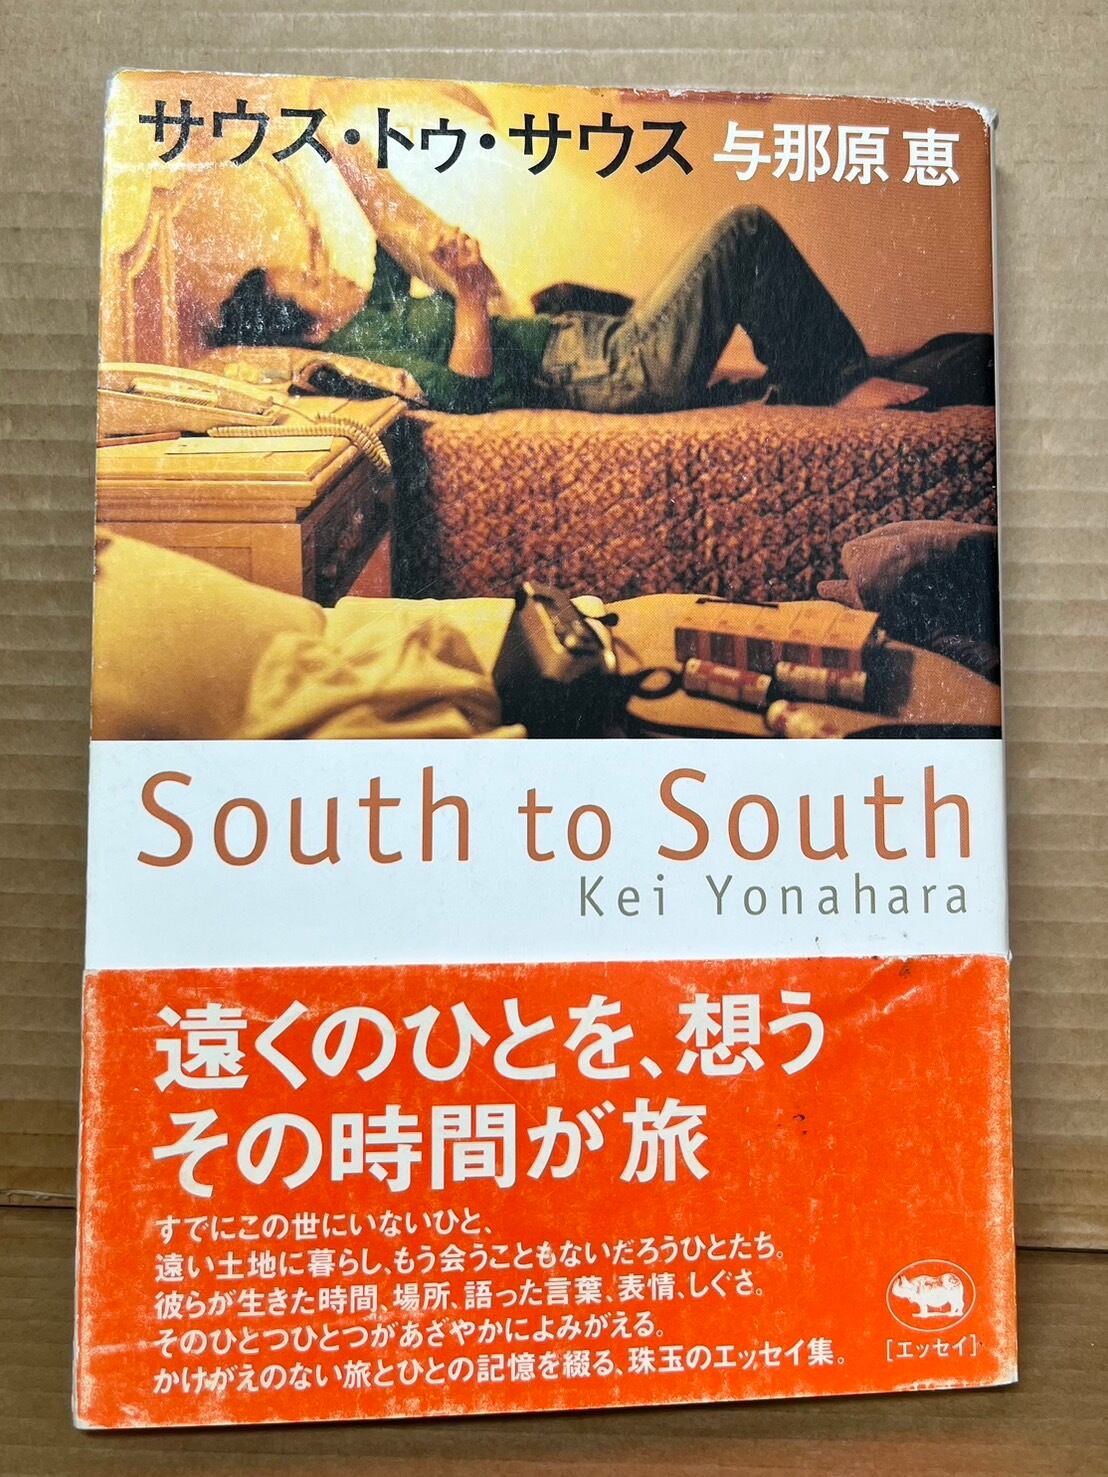 サウス・トゥ・サウス 与那原 恵
South to South
Kei Yonahara
遠くのひとを、想う
その時間が旅
すでにこの世にいないひと、
遠い土地に暮らし、もう会うこともないだろうひとたち。
彼らが生きた時間、場所、語った言葉、表情、しぐさ。
そのひとつひとつがあざやかによみがえる。
かけがえのない旅とひとの記憶を綴る、珠玉のエッセイ集。
[エッセイ]